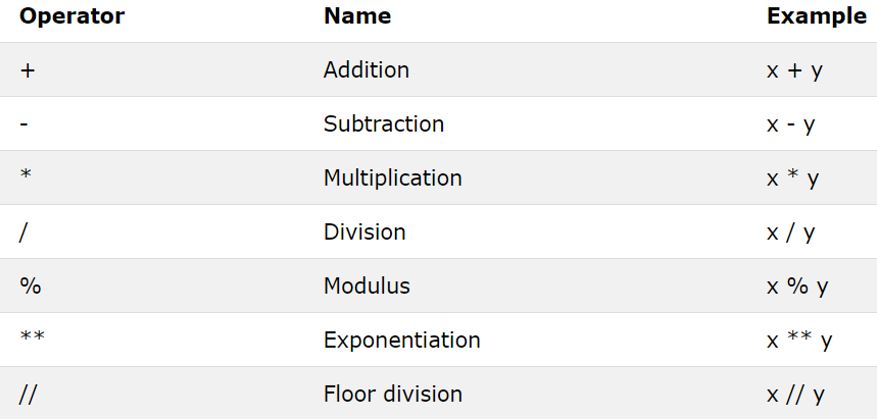 Operator Name Example
+ Addition x + y
- Subtraction x - y
* Multiplication x * y
/ Division x / y
% Modulus x % y
** Exponentiation x ** y
// Floor division x // y